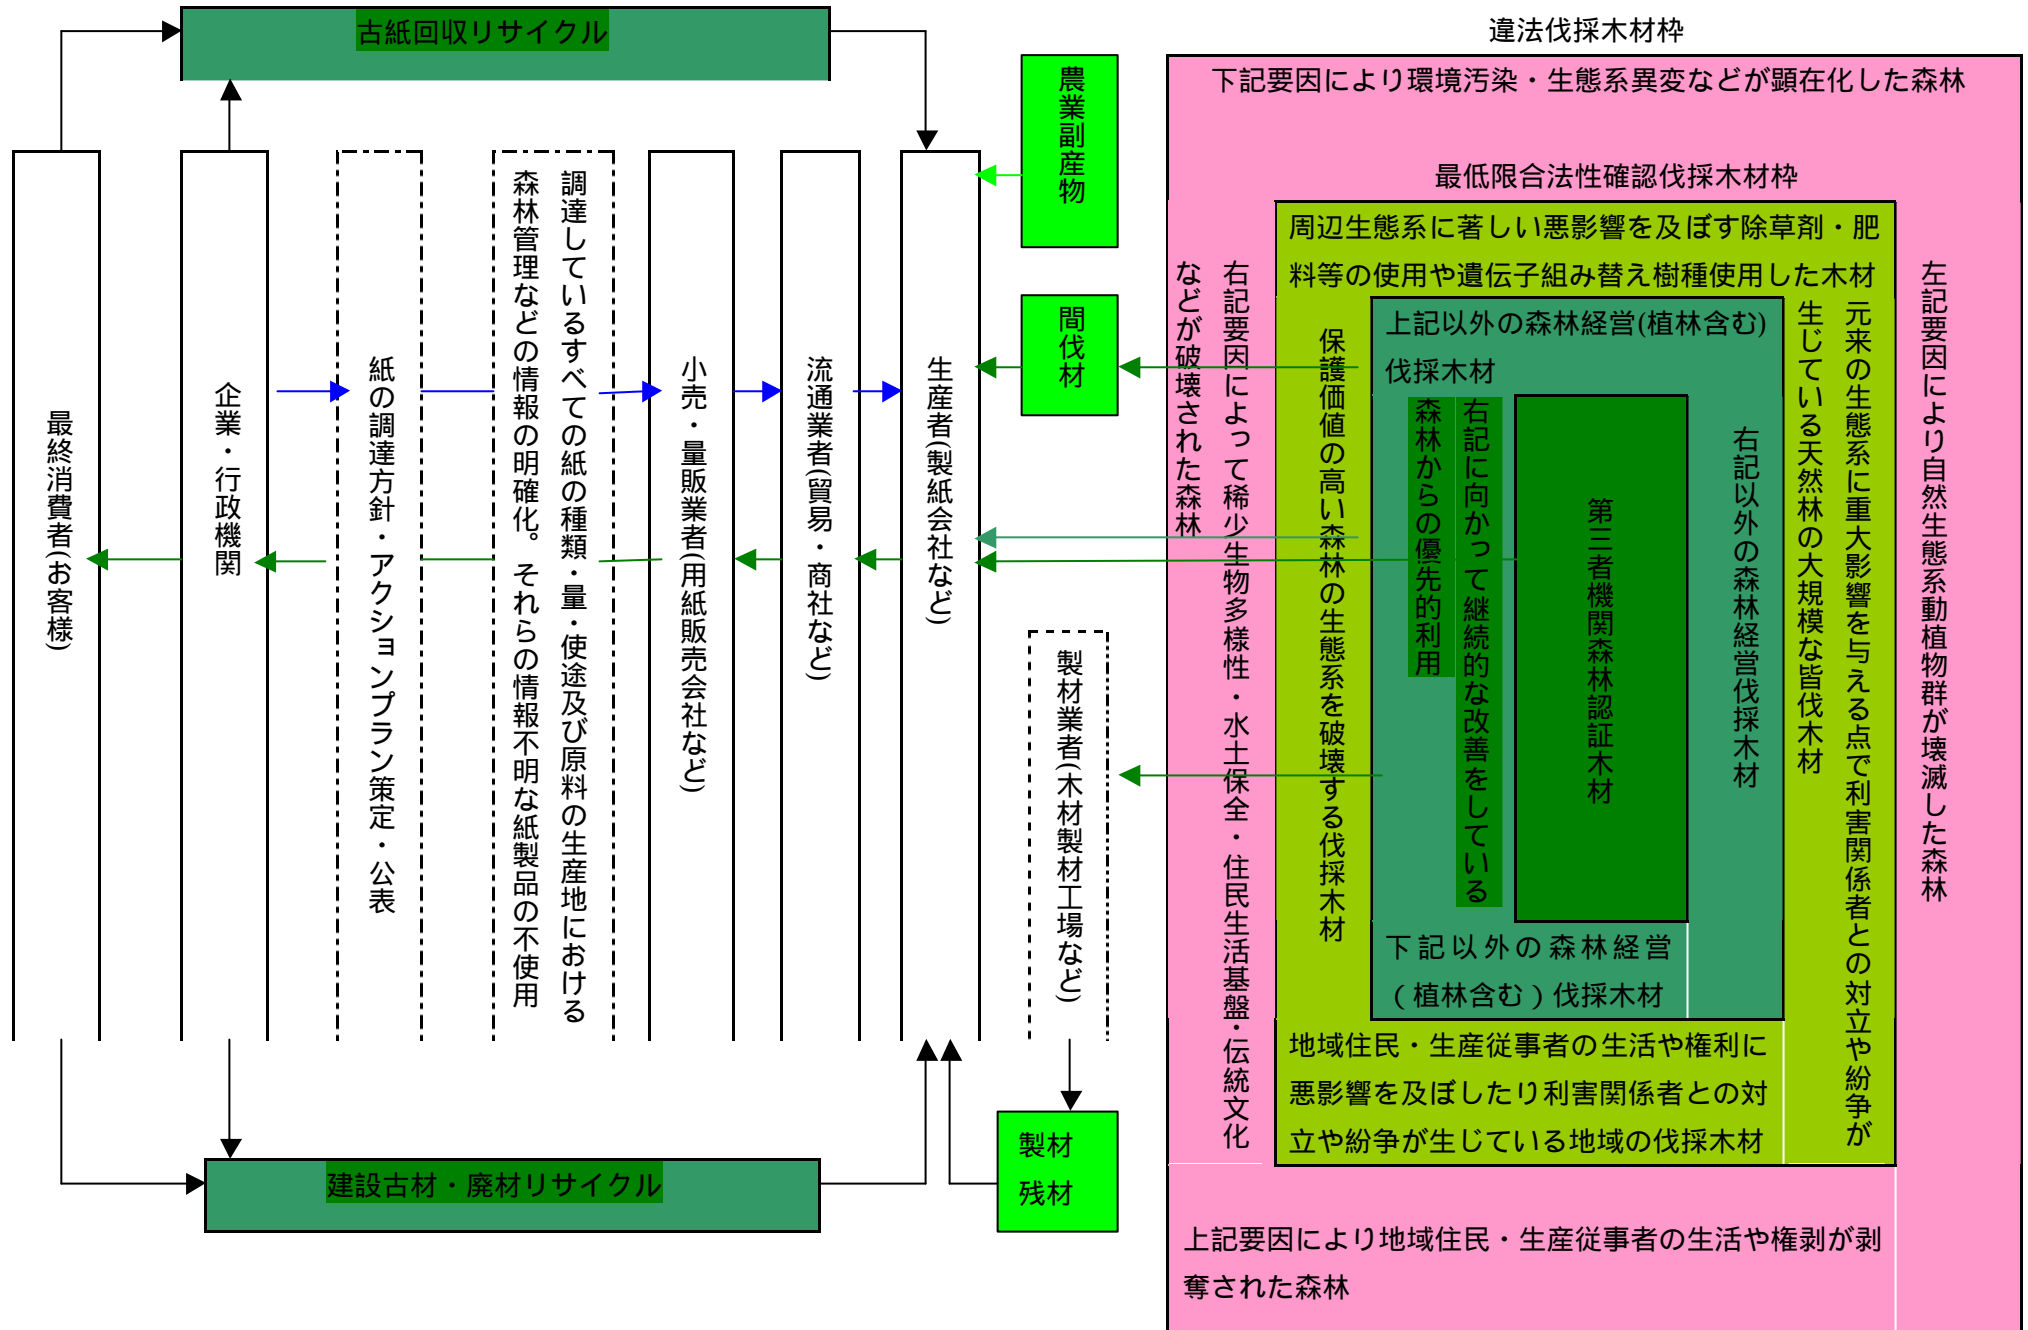 古紙回収リサイクル
違法伐採木材枠
下記要因により環境汚染・生態系異変などが顕在化した森林
農業副産物
最低限合法性確認伐採木材枠
周辺生態系に著しい悪影響を及ぼす除草剤・肥
料等の使用や遺伝子組み替え樹種使用した木材
左記要因により自然生態系動植物群が壊滅した森林
元来の生態系に重大影響を与える点で利害関係者との対立や紛争が
生じている天然林の大規模な皆伐木材
上記以外の森林経営(植林含む)
伐採木材
右記以外の森林経営伐採木材
第三者機関森林認証木材
右記に向かって継続的な改善をしている
森林からの優先的利用
保護価値の高い森林の生態系を破壊する伐採木材
右記要因によって稀少生物多様性・水土保全・住民生活基盤・伝統文化
などが破壊された森林
間伐材
製材業者(木材製材工場など)
生産者(製紙会社など)
流通業者(貿易・商社など)
小売・量販業者(用紙販売会社など)
調達しているすべての紙の種類・量・使途及び原料の生産地における
森林管理などの情報の明確化。それらの情報不明な紙製品の不使用
紙の調達方針・アクションプラン策定・公表
企業・行政機関
最終消費者(お客様)
下記以外の森林経営
(植林含む)伐採木材
地域住民・生産従事者の生活や権利に
悪影響を及ぼしたり利害関係者との対
立や紛争が生じている地域の伐採木材
製材
残材
建設古材・廃材リサイクル
上記要因により地域住民・生産従事者の生活や権剥が剥
奪された森林